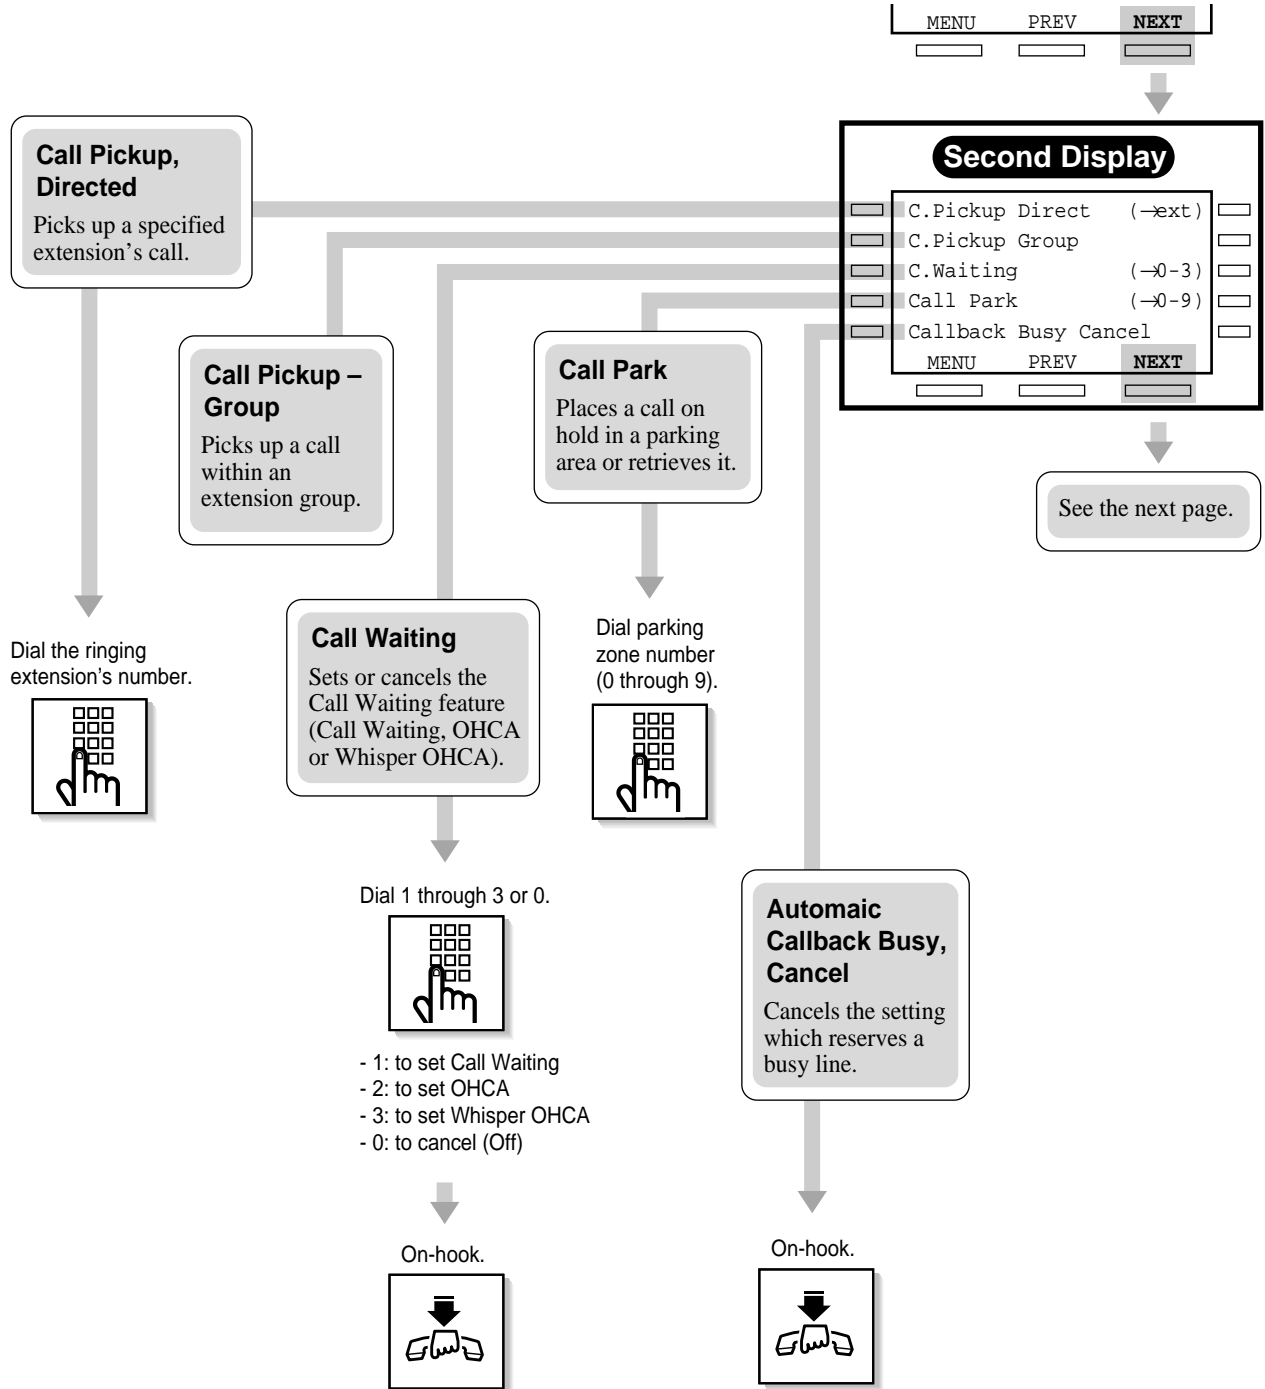 MENU PREV NEXT
Second Display
C.Pickup Direct (→ext)
C.Pickup Group
C.Waiting (→0-3)
Call Park (→0-9)
Callback Busy Cancel
MENU PREV NEXT
See the next page.
Call Pickup,
Directed
Picks up a specified
extension's call.
Dial the ringing
extension's number.
Call Pickup –
Group
Picks up a call
within an
extension group.
Call Waiting
Sets or cancels the
Call Waiting feature
(Call Waiting, OHCA
or Whisper OHCA).
Dial 1 through 3 or 0.
- 1: to set Call Waiting
- 2: to set OHCA
- 3: to set Whisper OHCA
- 0: to cancel (Off)
On-hook.
Call Park
Places a call on
hold in a parking
area or retrieves it.
Dial parking
zone number
(0 through 9).
Automaic
Callback Busy,
Cancel
Cancels the setting
which reserves a
busy line.
On-hook.